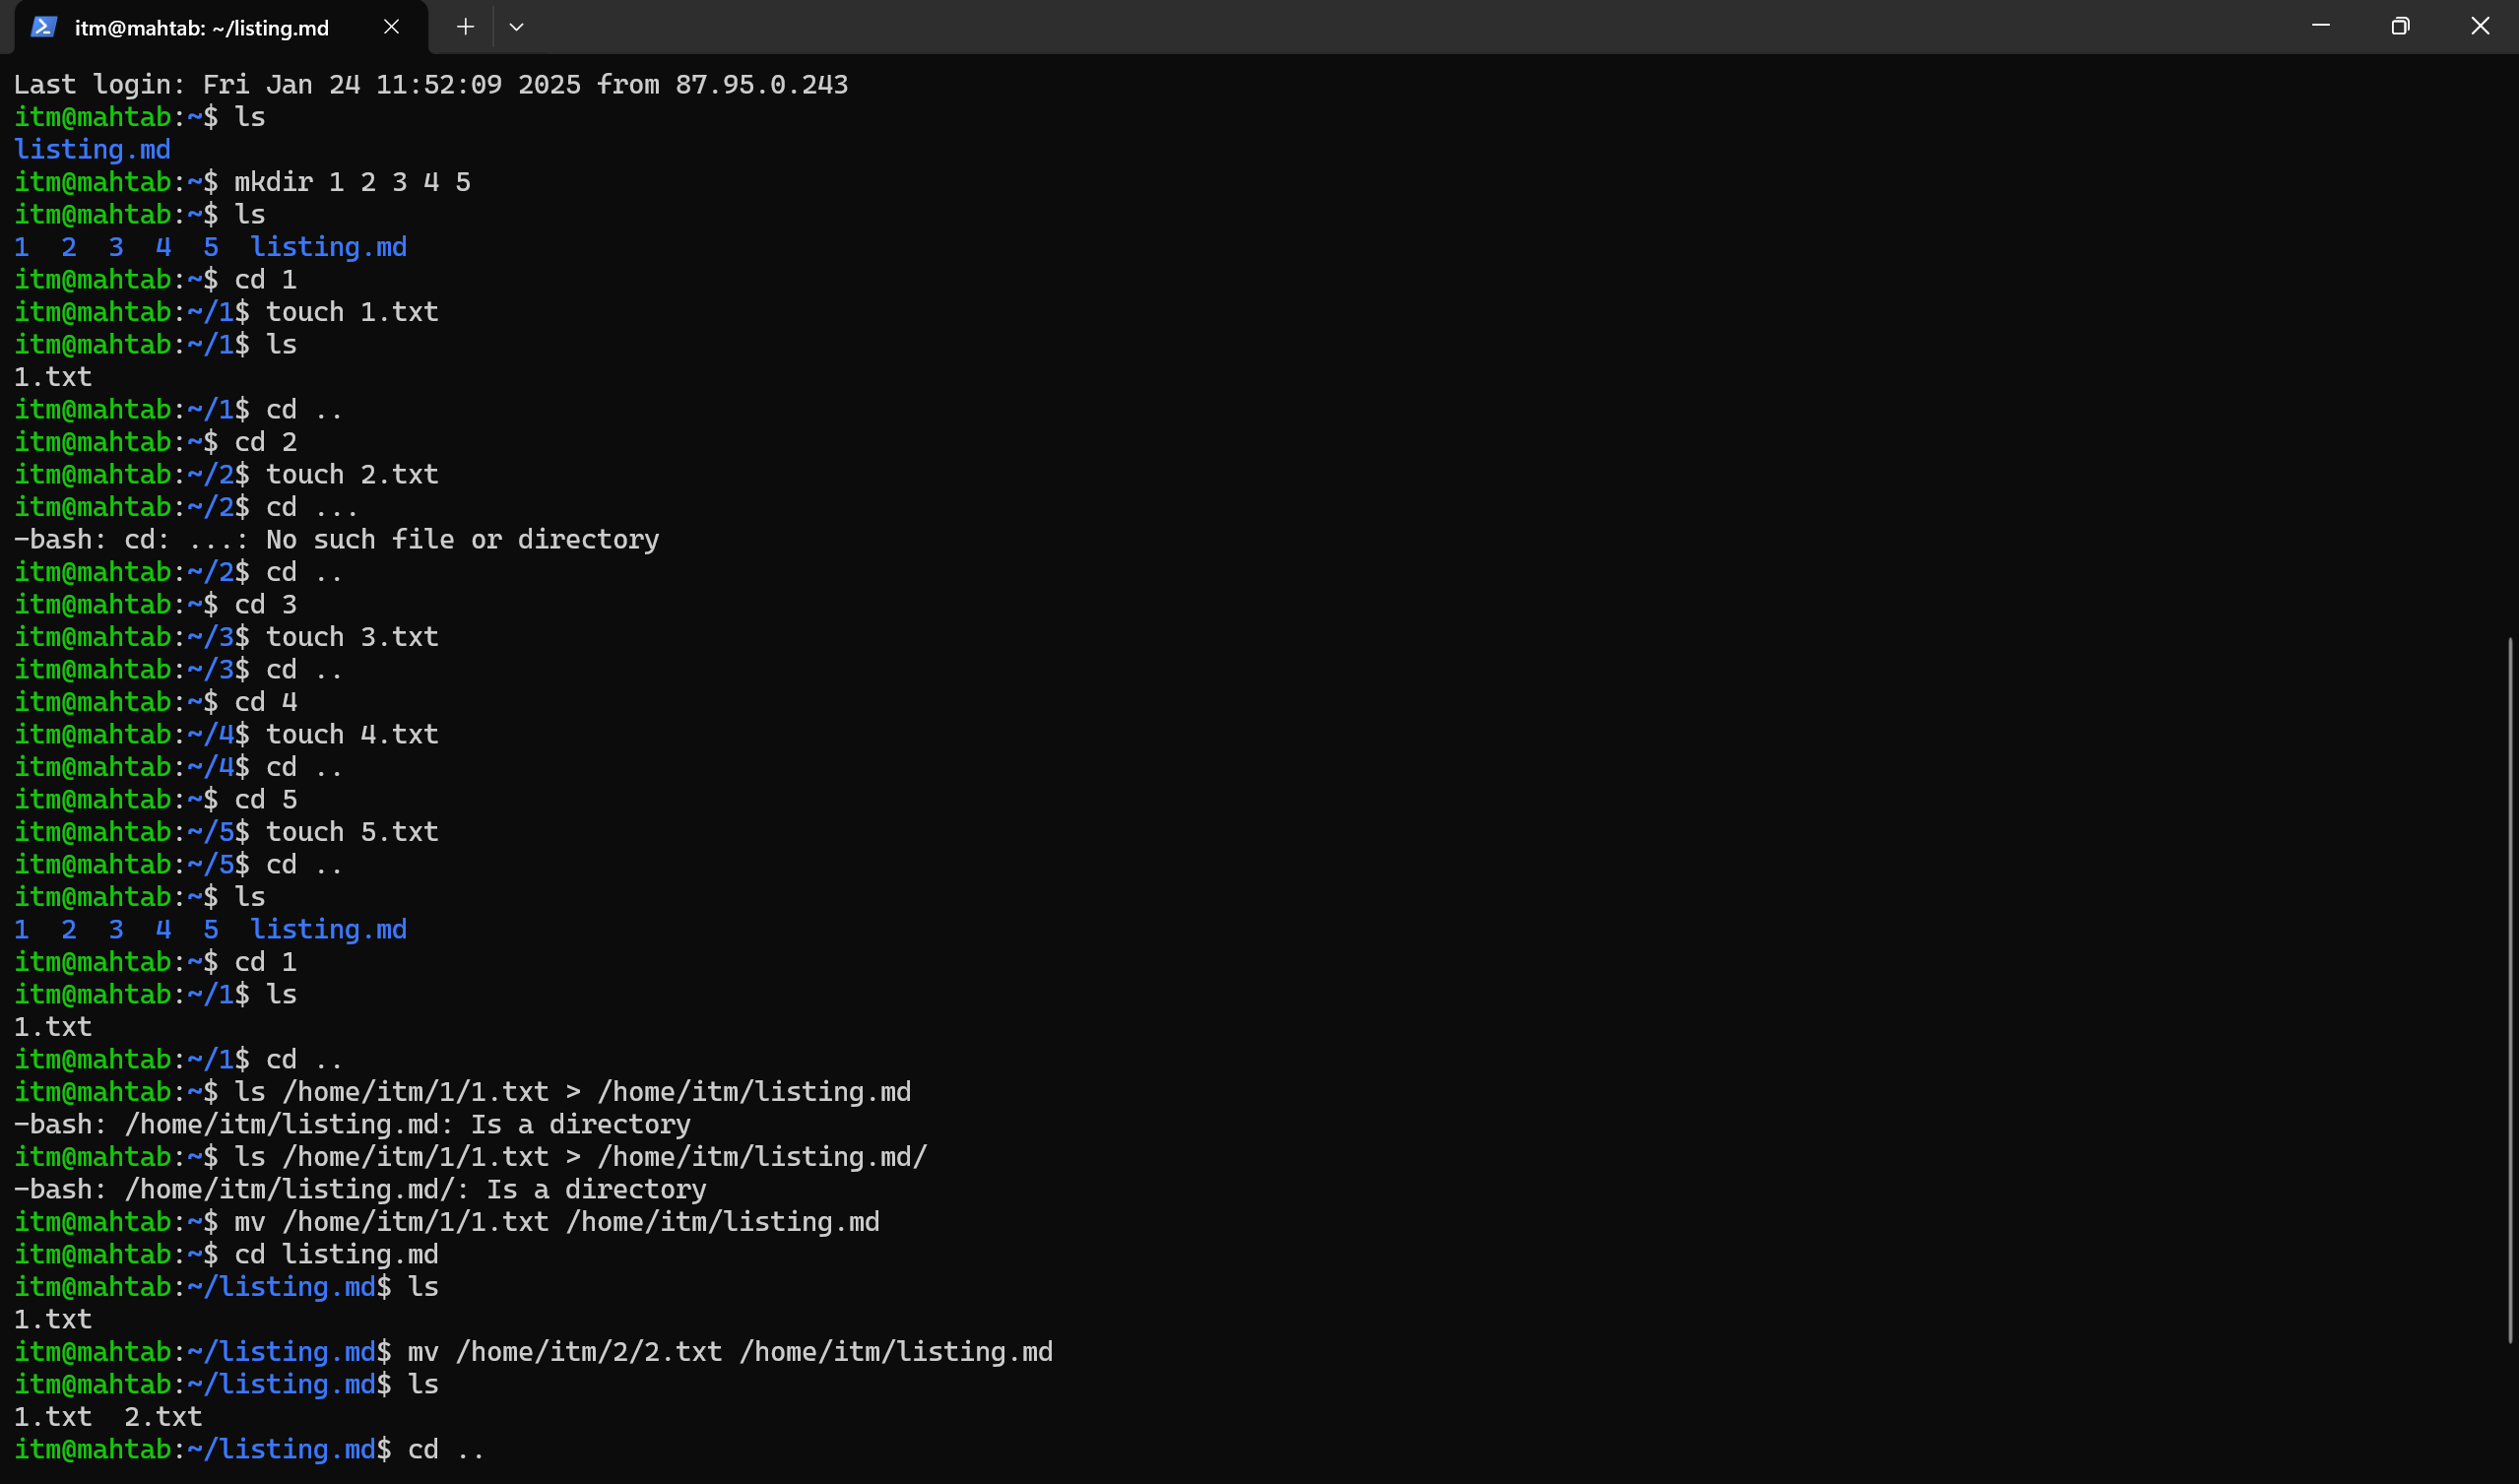 itm@mahtab: ~/listing.md
Last login: Fri Jan 24 11:52:09 2025 from 87.95.0.243
itm@mahtab:~$ ls
listing.md
itm@mahtab:~$ mkdir 1 2 3 4 5
itm@mahtab:~$ ls
1  2  3  4  5  listing.md
itm@mahtab:~$ cd 1
itm@mahtab:~/1$ touch 1.txt
itm@mahtab:~/1$ ls
1.txt
itm@mahtab:~/1$ cd ..
itm@mahtab:~$ cd 2
itm@mahtab:~/2$ touch 2.txt
itm@mahtab:~/2$ cd ...
-bash: cd: ...: No such file or directory
itm@mahtab:~/2$ cd ..
itm@mahtab:~$ cd 3
itm@mahtab:~/3$ touch 3.txt
itm@mahtab:~/3$ cd ..
itm@mahtab:~$ cd 4
itm@mahtab:~/4$ touch 4.txt
itm@mahtab:~/4$ cd ..
itm@mahtab:~$ cd 5
itm@mahtab:~/5$ touch 5.txt
itm@mahtab:~/5$ cd ..
itm@mahtab:~$ ls
1  2  3  4  5  listing.md
itm@mahtab:~$ cd 1
itm@mahtab:~/1$ ls
1.txt
itm@mahtab:~/1$ cd ..
itm@mahtab:~$ ls /home/itm/1/1.txt > /home/itm/listing.md
-bash: /home/itm/listing.md: Is a directory
itm@mahtab:~$ ls /home/itm/1/1.txt > /home/itm/listing.md/
-bash: /home/itm/listing.md/: Is a directory
itm@mahtab:~$ mv /home/itm/1/1.txt /home/itm/listing.md
itm@mahtab:~$ cd listing.md
itm@mahtab:~/listing.md$ ls
1.txt
itm@mahtab:~/listing.md$ mv /home/itm/2/2.txt /home/itm/listing.md
itm@mahtab:~/listing.md$ ls
1.txt  2.txt
itm@mahtab:~/listing.md$ cd ..